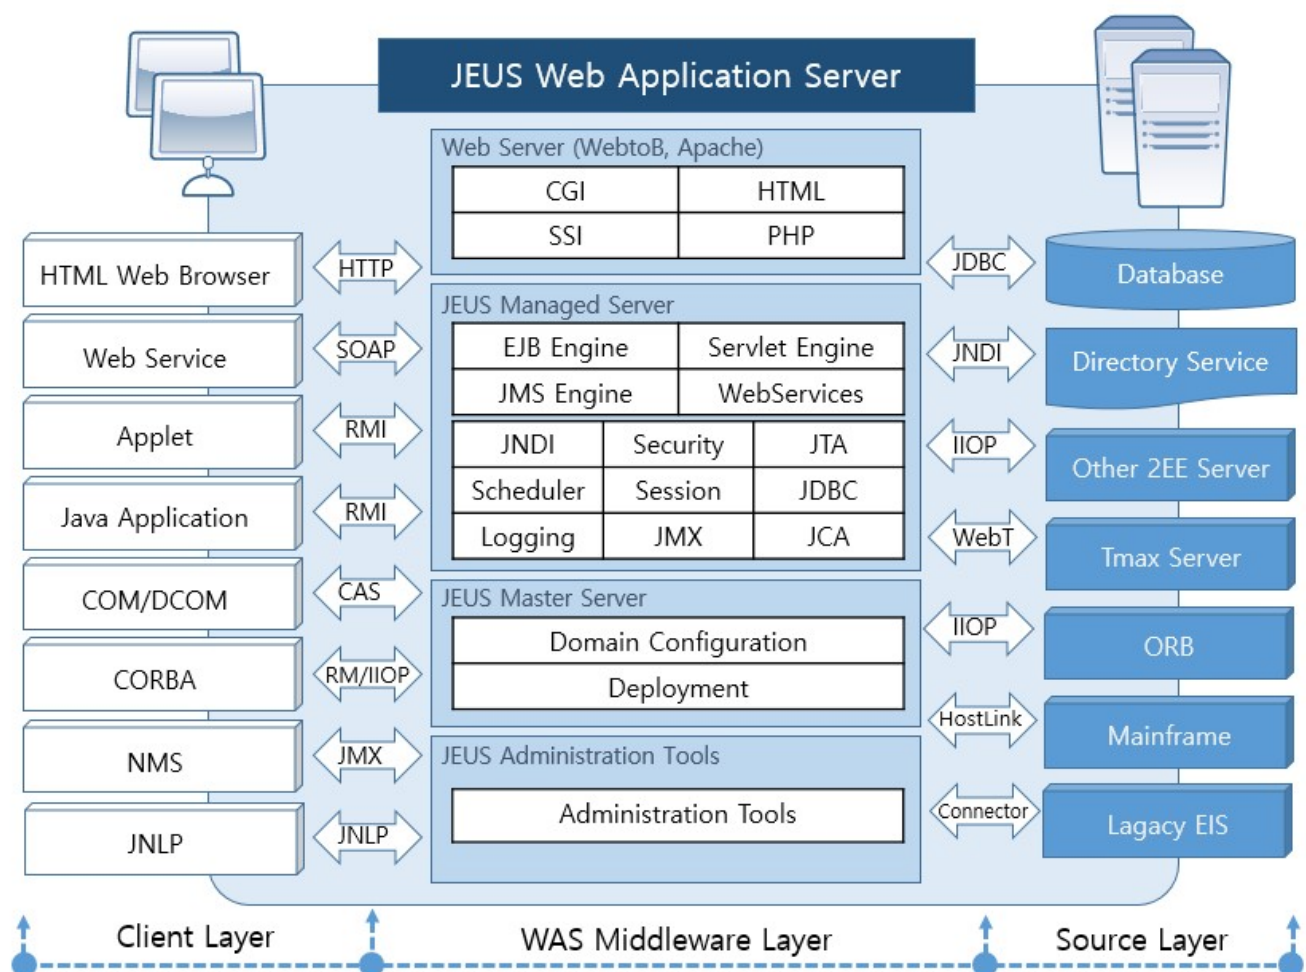 JEUS Web Application Server
Web Server (WebtoB, Apache)
CGI HTML
SSI PHP
JEUS Managed Server
EJB Engine Servlet Engine
JMS Engine WebServices
JNDI Security JTA
Scheduler Session JDBC
Logging JMX JCA
JEUS Master Server
Domain Configuration
Deployment
JEUS Administration Tools
Administration Tools
HTML Web Browser
HTTP
Web Service
SOAP
Applet
RMI
Java Application
RMI
COM/DCOM
CAS
CORBA
RM/IIOP
NMS
JMX
JNLP
JNLP
JDBC
Database
JNDI
Directory Service
IIOP
Other 2EE Server
WebT
Tmax Server
IIOP
ORB
HostLink
Mainframe
Connector
Lagacy EIS
Client Layer
WAS Middleware Layer
Source Layer